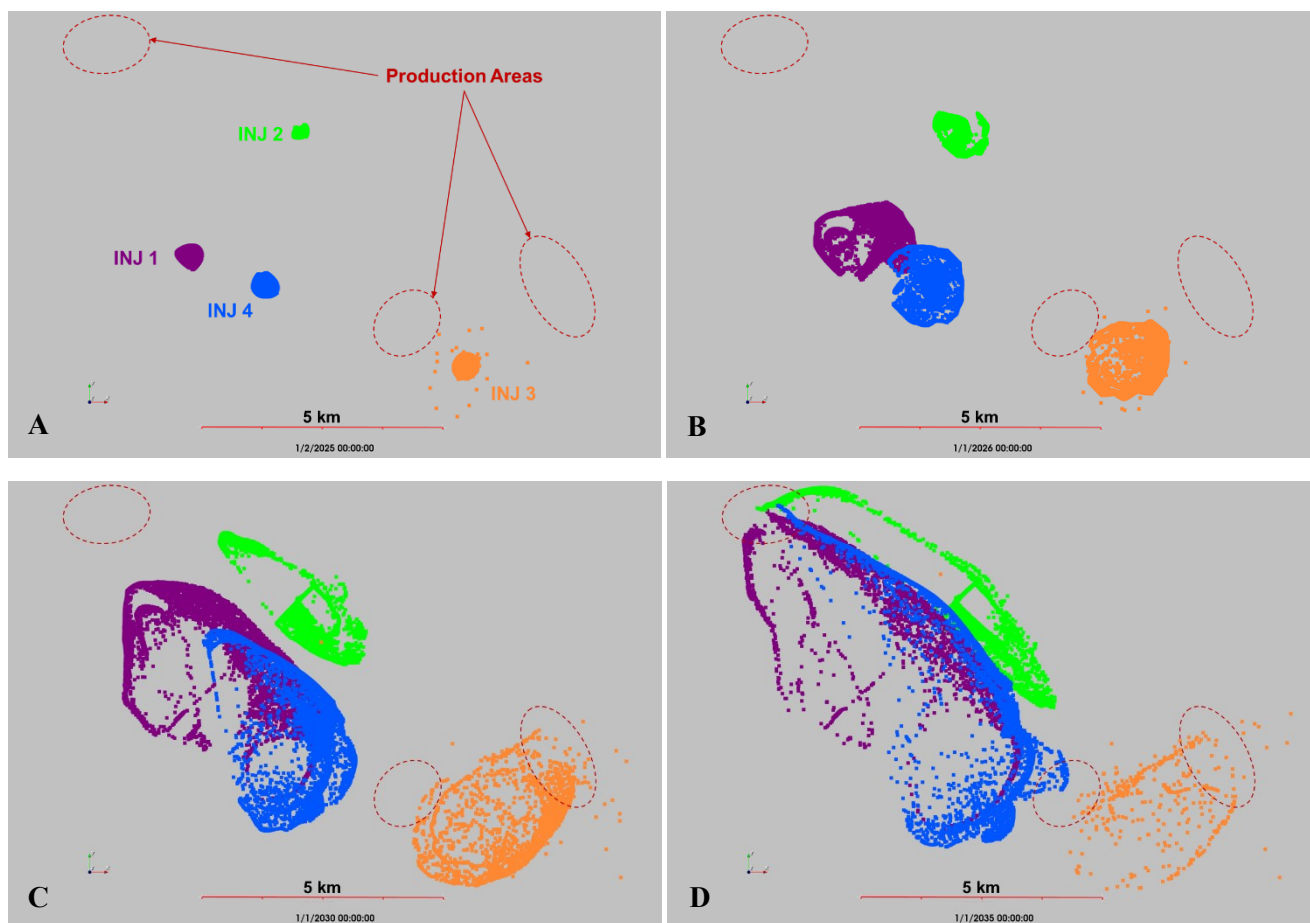 Production Areas
INJ 2
INJ 1
INJ 4
INJ 3
5 km
A
1/2/2025 00:00:00
5 km
B
1/1/2026 00:00:00
5 km
C
1/1/2030 00:00:00
5 km
D
1/1/2035 00:00:00